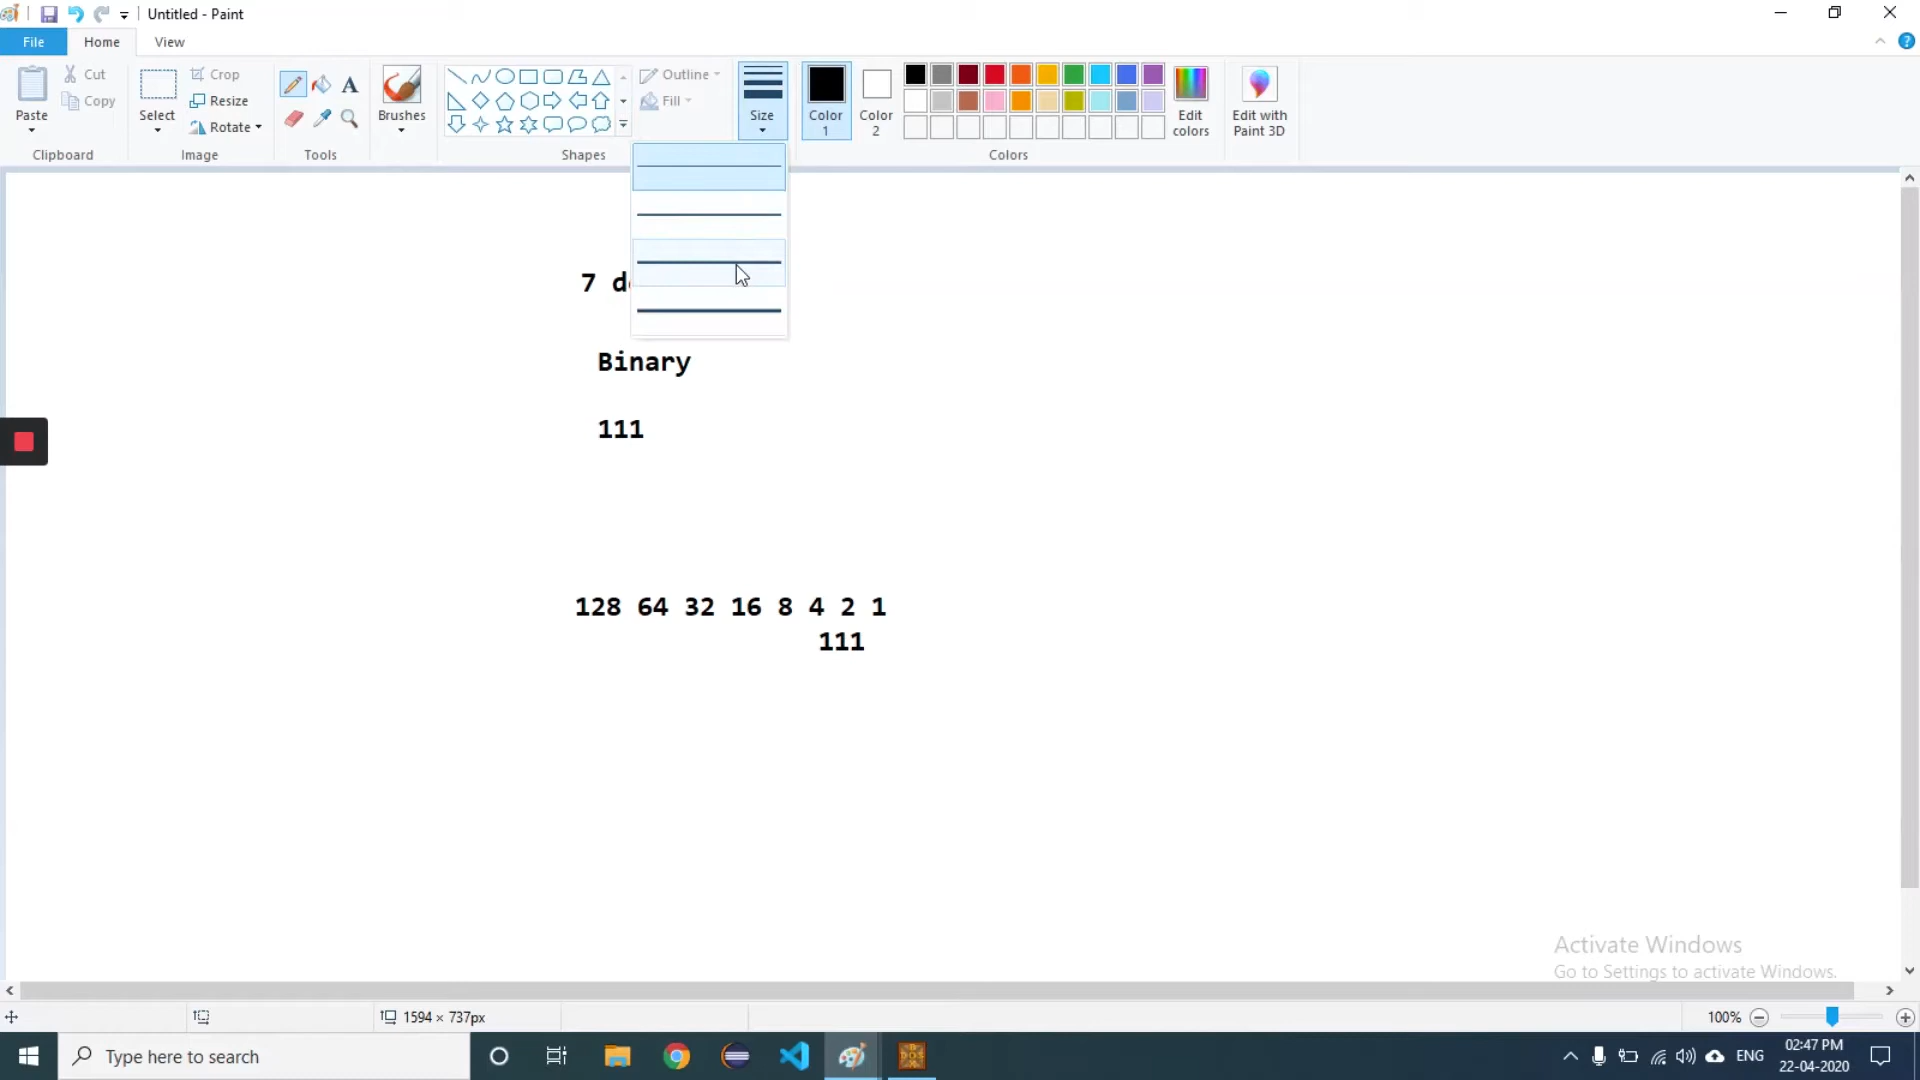 Untitled - Paint
File Home View
Paste
Cut
Copy
Clipboard
Select
Crop
Resize
Rotate
Image
A
Tools
Brushes
Shapes
Outline
Fill
Size
Color 1
Color 2
Colors
Edit colors
Edit with Paint 3D
7
Binary
111
128 64 32 16 8 4 2 1
111
Activate Windows
Go to Settings to activate Windows.
1594 × 737px
100%
Type here to search
DOS
ENG
02:47 PM
22-04-2020